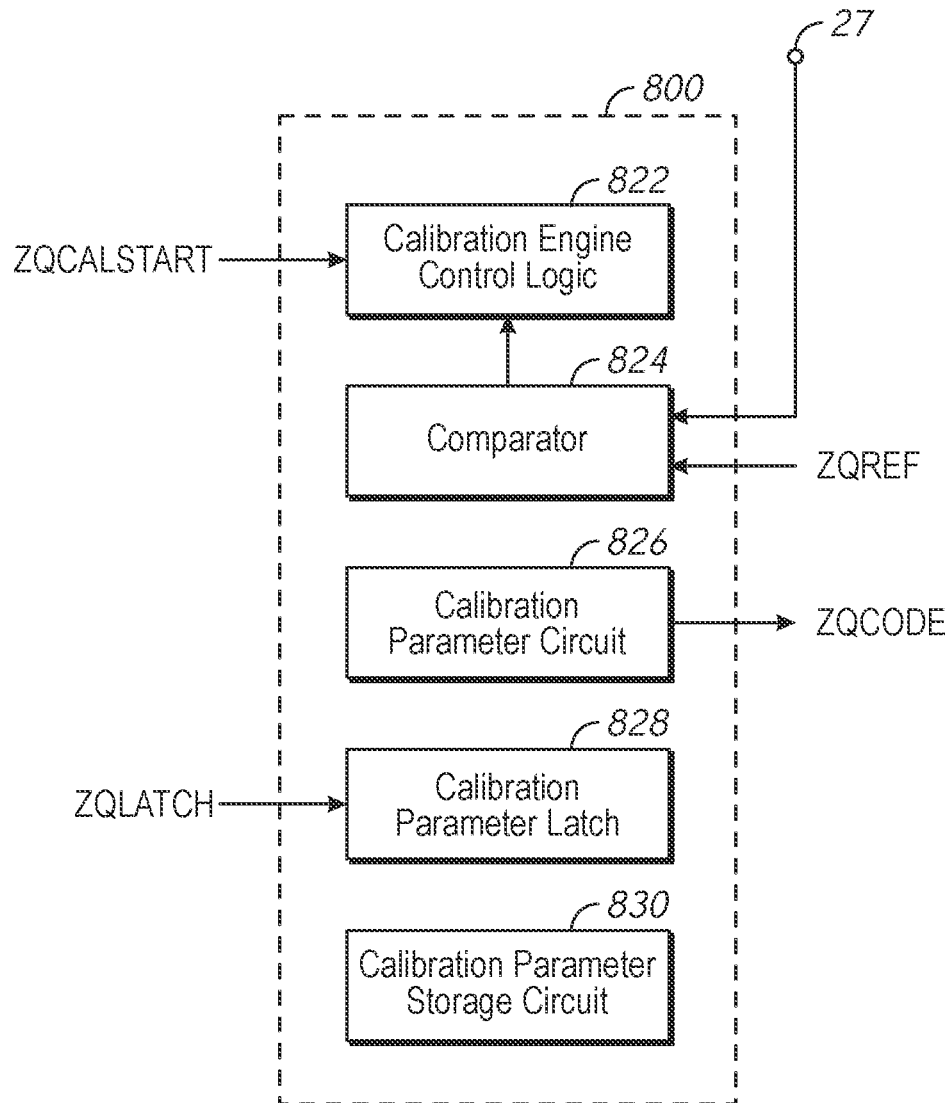 27
800
822
Calibration Engine
Control Logic
ZQCALSTART
824
Comparator
ZQREF
826
Calibration
Parameter Circuit
ZQCODE
828
Calibration
Parameter Latch
ZQLATCH
830
Calibration Parameter
Storage Circuit